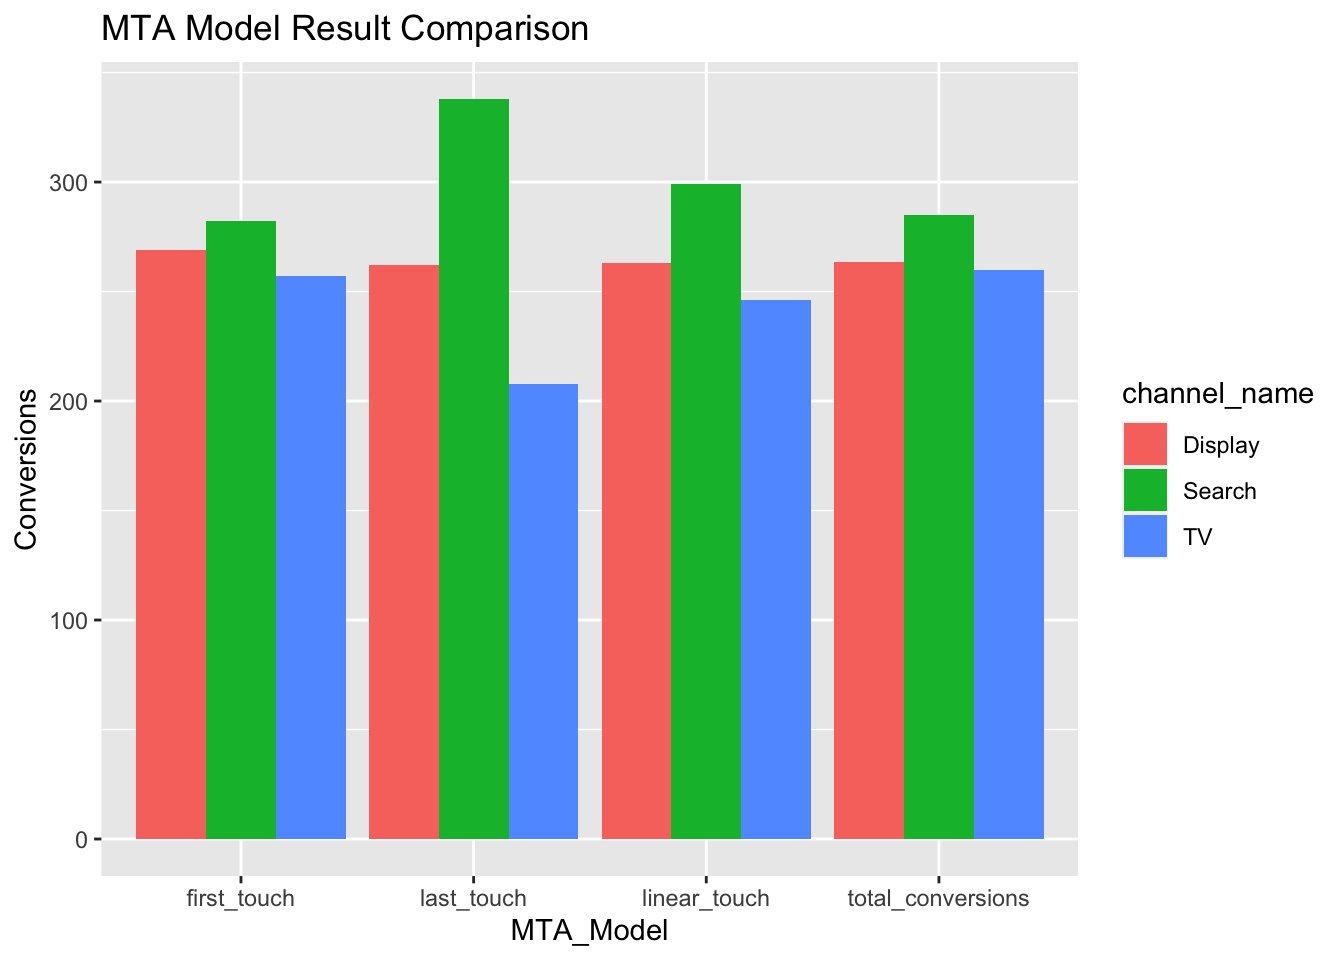 MTA Model Result Comparison
Conversions
300
200
100
0
first_touch last_touch linear_touch total_conversions
MTA_Model
channel_name
Display
Search
TV